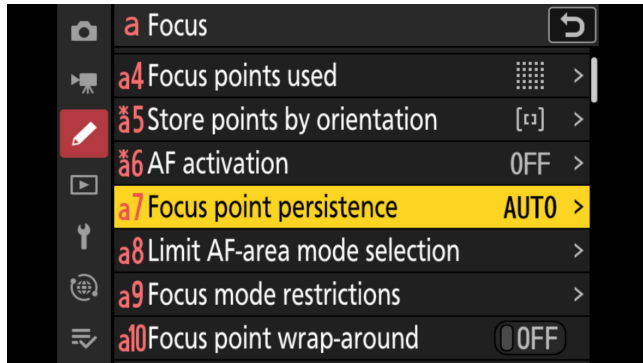 a Focus
a4 Focus points used >
*a5 Store points by orientation >
*a6 AF activation OFF >
a7 Focus point persistence AUTO >
a8 Limit AF-area mode selection >
a9 Focus mode restrictions >
a10 Focus point wrap-around OFF